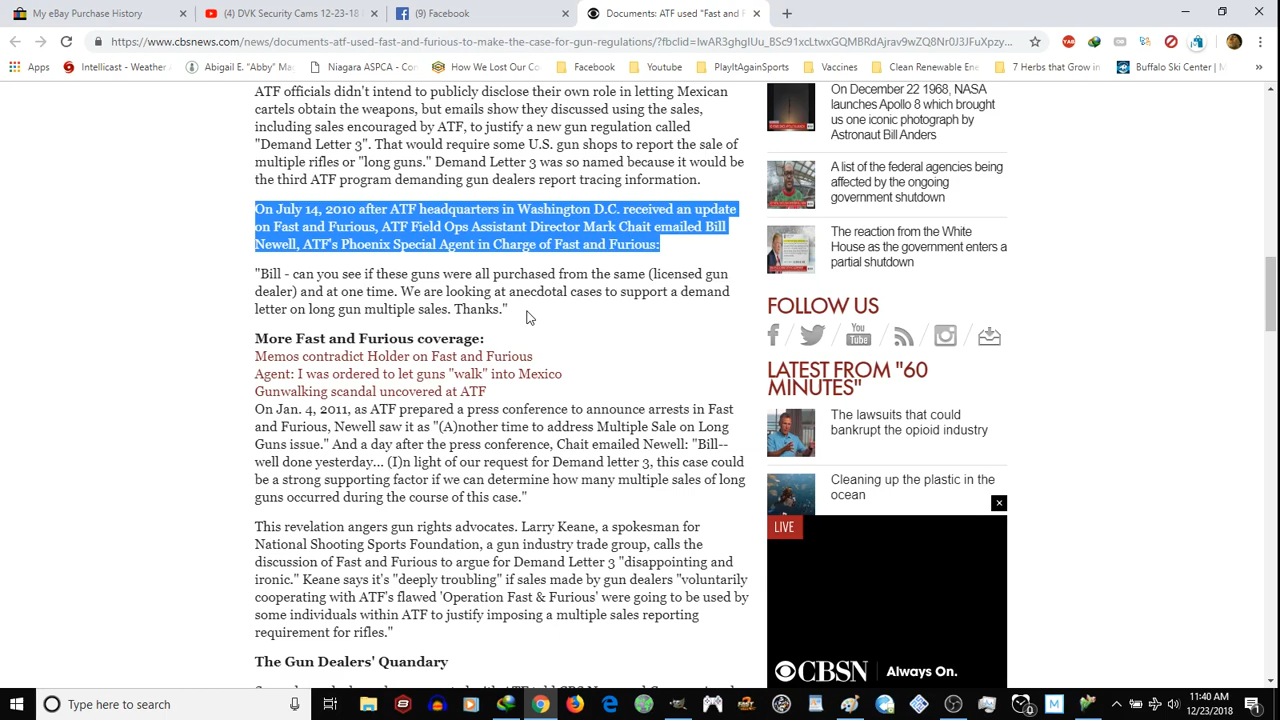 My eBay Purchase History
(4) DVK Security Cams 12-23-18
(9) Facebook
Documents: ATF used "Fast and F
https://www.cbsnews.com/news/documents-atf-used-fast-and-furious-to-make-the-case-for-gun-regulations/?fbclid=
Apps
Intellicast - Weather
Abigail E. "Abby" Ma
Niagara ASPCA - For
How We Lost Our Co
Facebook
Youtube
PlayItAgainSports
Vaccines
Clean Renewable Ene
7 Herbs that Grow in
Buffalo Ski Center |
ATF officials didn't intend to publicly disclose their own role in letting Mexican
cartels obtain the weapons, but emails show they discussed using the sales,
including sales encouraged by ATF, to justify a new gun regulation called
"Demand Letter 3". That would require some U.S. gun shops to report the sale of
multiple rifles or "long guns." Demand Letter 3 was so named because it would be
the third ATF program demanding gun dealers report tracing information.
On July 14, 2010 after ATF headquarters in Washington D.C. received an update
on Fast and Furious, ATF Field Ops Assistant Director Mark Chait emailed Bill
Newell, ATF's Phoenix Special Agent in Charge of Fast and Furious:
"Bill - can you see if these guns were all purchased from the same (licensed gun
dealer) and at one time. We are looking at anecdotal cases to support a demand
letter on long gun multiple sales. Thanks."
More Fast and Furious coverage:
Memos contradict Holder on Fast and Furious
Agent: I was ordered to let guns "walk" into Mexico
Gunwalking scandal uncovered at ATF
On Jan. 4, 2011, as ATF prepared a press conference to announce arrests in Fast
and Furious, Newell saw it as "(A)nother time to address Multiple Sale on Long
Guns issue." And a day after the press conference, Chait emailed Newell: "Bill--
well done yesterday... (I)n light of our request for Demand letter 3, this case could
be a strong supporting factor if we can determine how many multiple sales of long
guns occurred during the course of this case."
This revelation angers gun rights advocates. Larry Keane, a spokesman for
National Shooting Sports Foundation, a gun industry trade group, calls the
discussion of Fast and Furious to argue for Demand Letter 3 "disappointing and
ironic." Keane says it's "deeply troubling" if sales made by gun dealers "voluntarily
cooperating with ATF's flawed 'Operation Fast & Furious' were going to be used by
some individuals within ATF to justify imposing a multiple sales reporting
requirement for rifles."
The Gun Dealers' Quandary
On December 22 1968, NASA
launches Apollo 8 which brought
us one iconic photograph by
Astronaut Bill Anders
A list of the federal agencies being
affected by the ongoing
government shutdown
The reaction from the White
House as the government enters a
partial shutdown
FOLLOW US
You
Tube
LATEST FROM "60
MINUTES"
The lawsuits that could
bankrupt the opioid industry
Cleaning up the plastic in the
ocean
LIVE
CBSN
Always On.
Type here to search
11:40 AM
12/23/2018